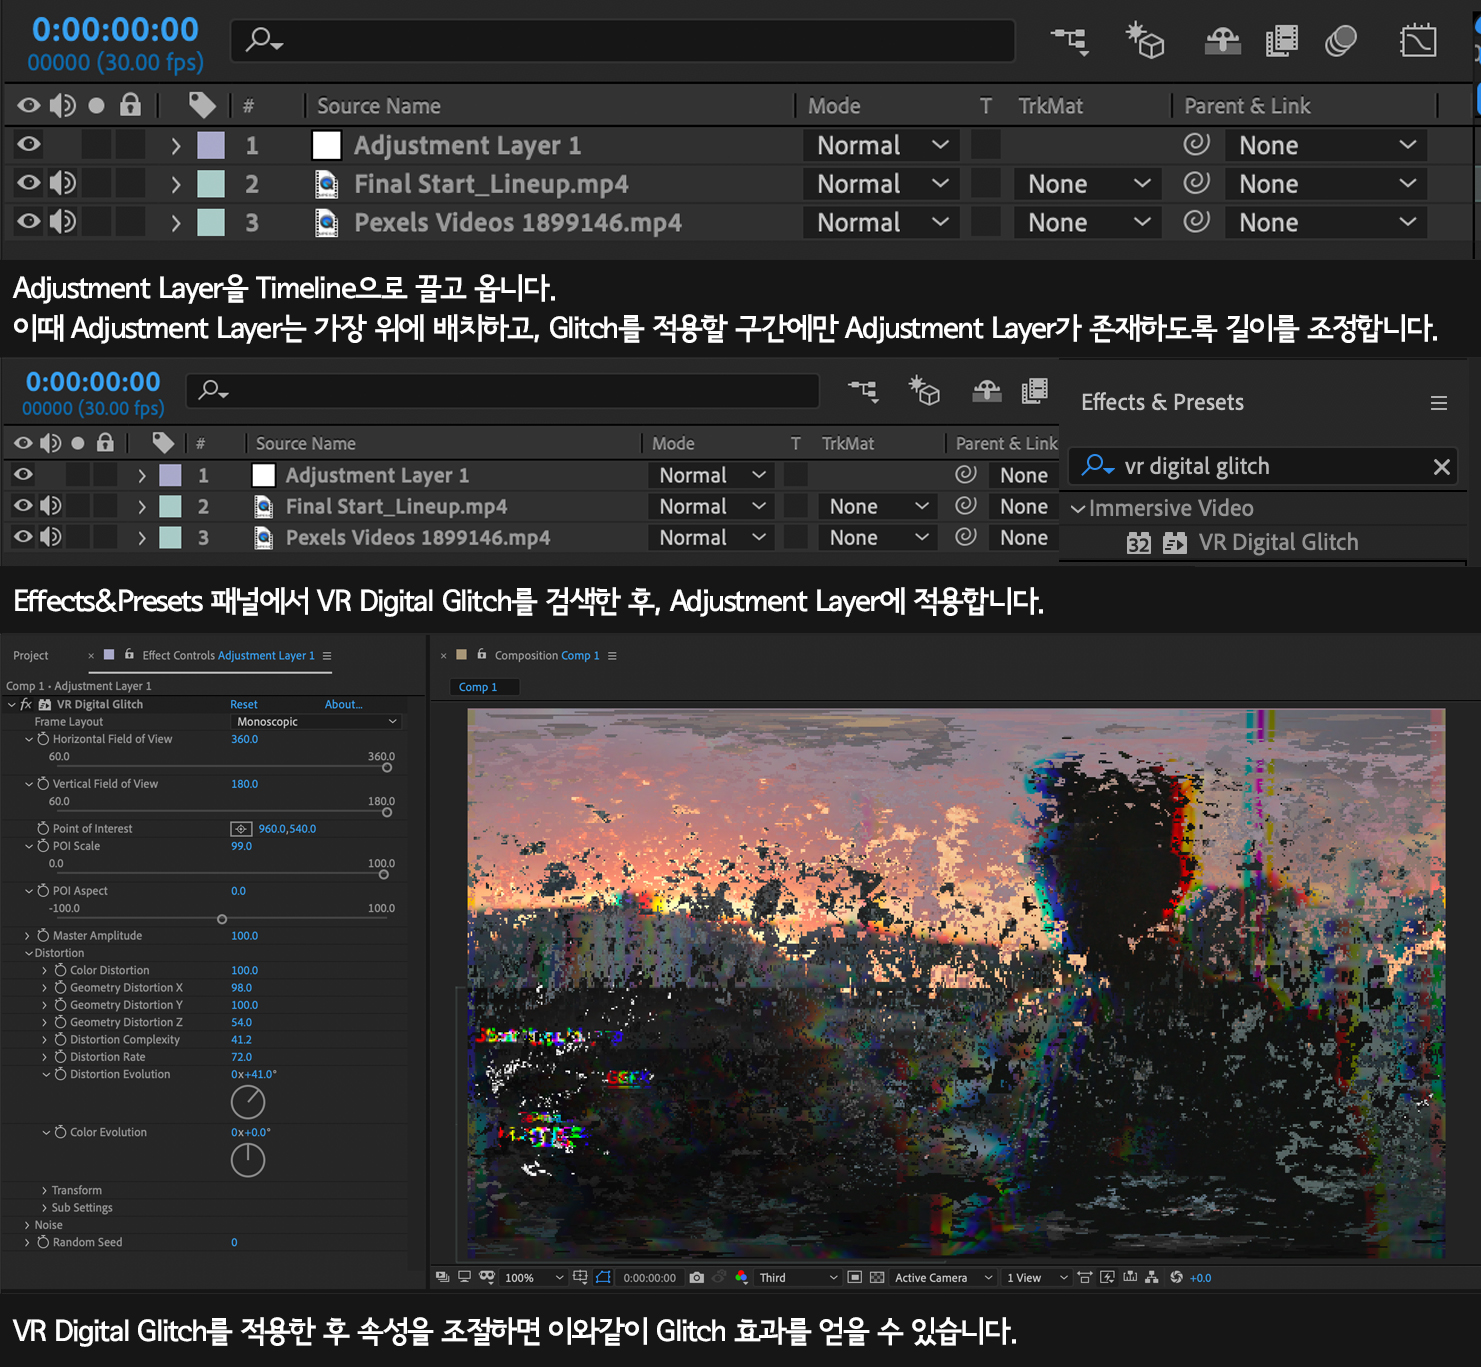 0:00:00:00
00000 (30.00 fps)
# Source Name Mode T TrkMat Parent & Link
1 Adjustment Layer 1 Normal None
2 Final Start_Lineup.mp4 Normal None None
3 Pexels Videos 1899146.mp4 Normal None None
Adjustment Layer을 Timeline으로 끌고 옵니다.
이때 Adjustment Layer는 가장 위에 배치하고, Glitch를 적용할 구간에만 Adjustment Layer가 존재하도록 길이를 조정합니다.
0:00:00:00
00000 (30.00 fps)
# Source Name Mode T TrkMat Parent & Link
1 Adjustment Layer 1 Normal None
2 Final Start_Lineup.mp4 Normal None None
3 Pexels Videos 1899146.mp4 Normal None None
Effects & Presets
vr digital glitch
Immersive Video
32 VR Digital Glitch
Effects&Presets 패널에서 VR Digital Glitch를 검색한 후, Adjustment Layer에 적용합니다.
Project × Effect Controls Adjustment Layer 1
Comp 1 • Adjustment Layer 1
fx VR Digital Glitch Reset About...
Frame Layout Monoscopic
Horizontal Field of View 360.0
60.0 360.0
Vertical Field of View 180.0
60.0 180.0
Point of Interest 960.0,540.0
POI Scale 99.0
0.0 100.0
POI Aspect 0.0
-100.0 100.0
Master Amplitude 100.0
Distortion
Color Distortion 100.0
Geometry Distortion X 98.0
Geometry Distortion Y 100.0
Geometry Distortion Z 54.0
Distortion Complexity 41.2
Distortion Rate 72.0
Distortion Evolution 0x+41.0°
Color Evolution 0x+0.0°
Transform
Sub Settings
Noise
Random Seed 0
× Composition Comp 1
Comp 1
100% 0:00:00:00 Third Active Camera 1 View +0.0
VR Digital Glitch를 적용한 후 속성을 조절하면 이와같이 Glitch 효과를 얻을 수 있습니다.